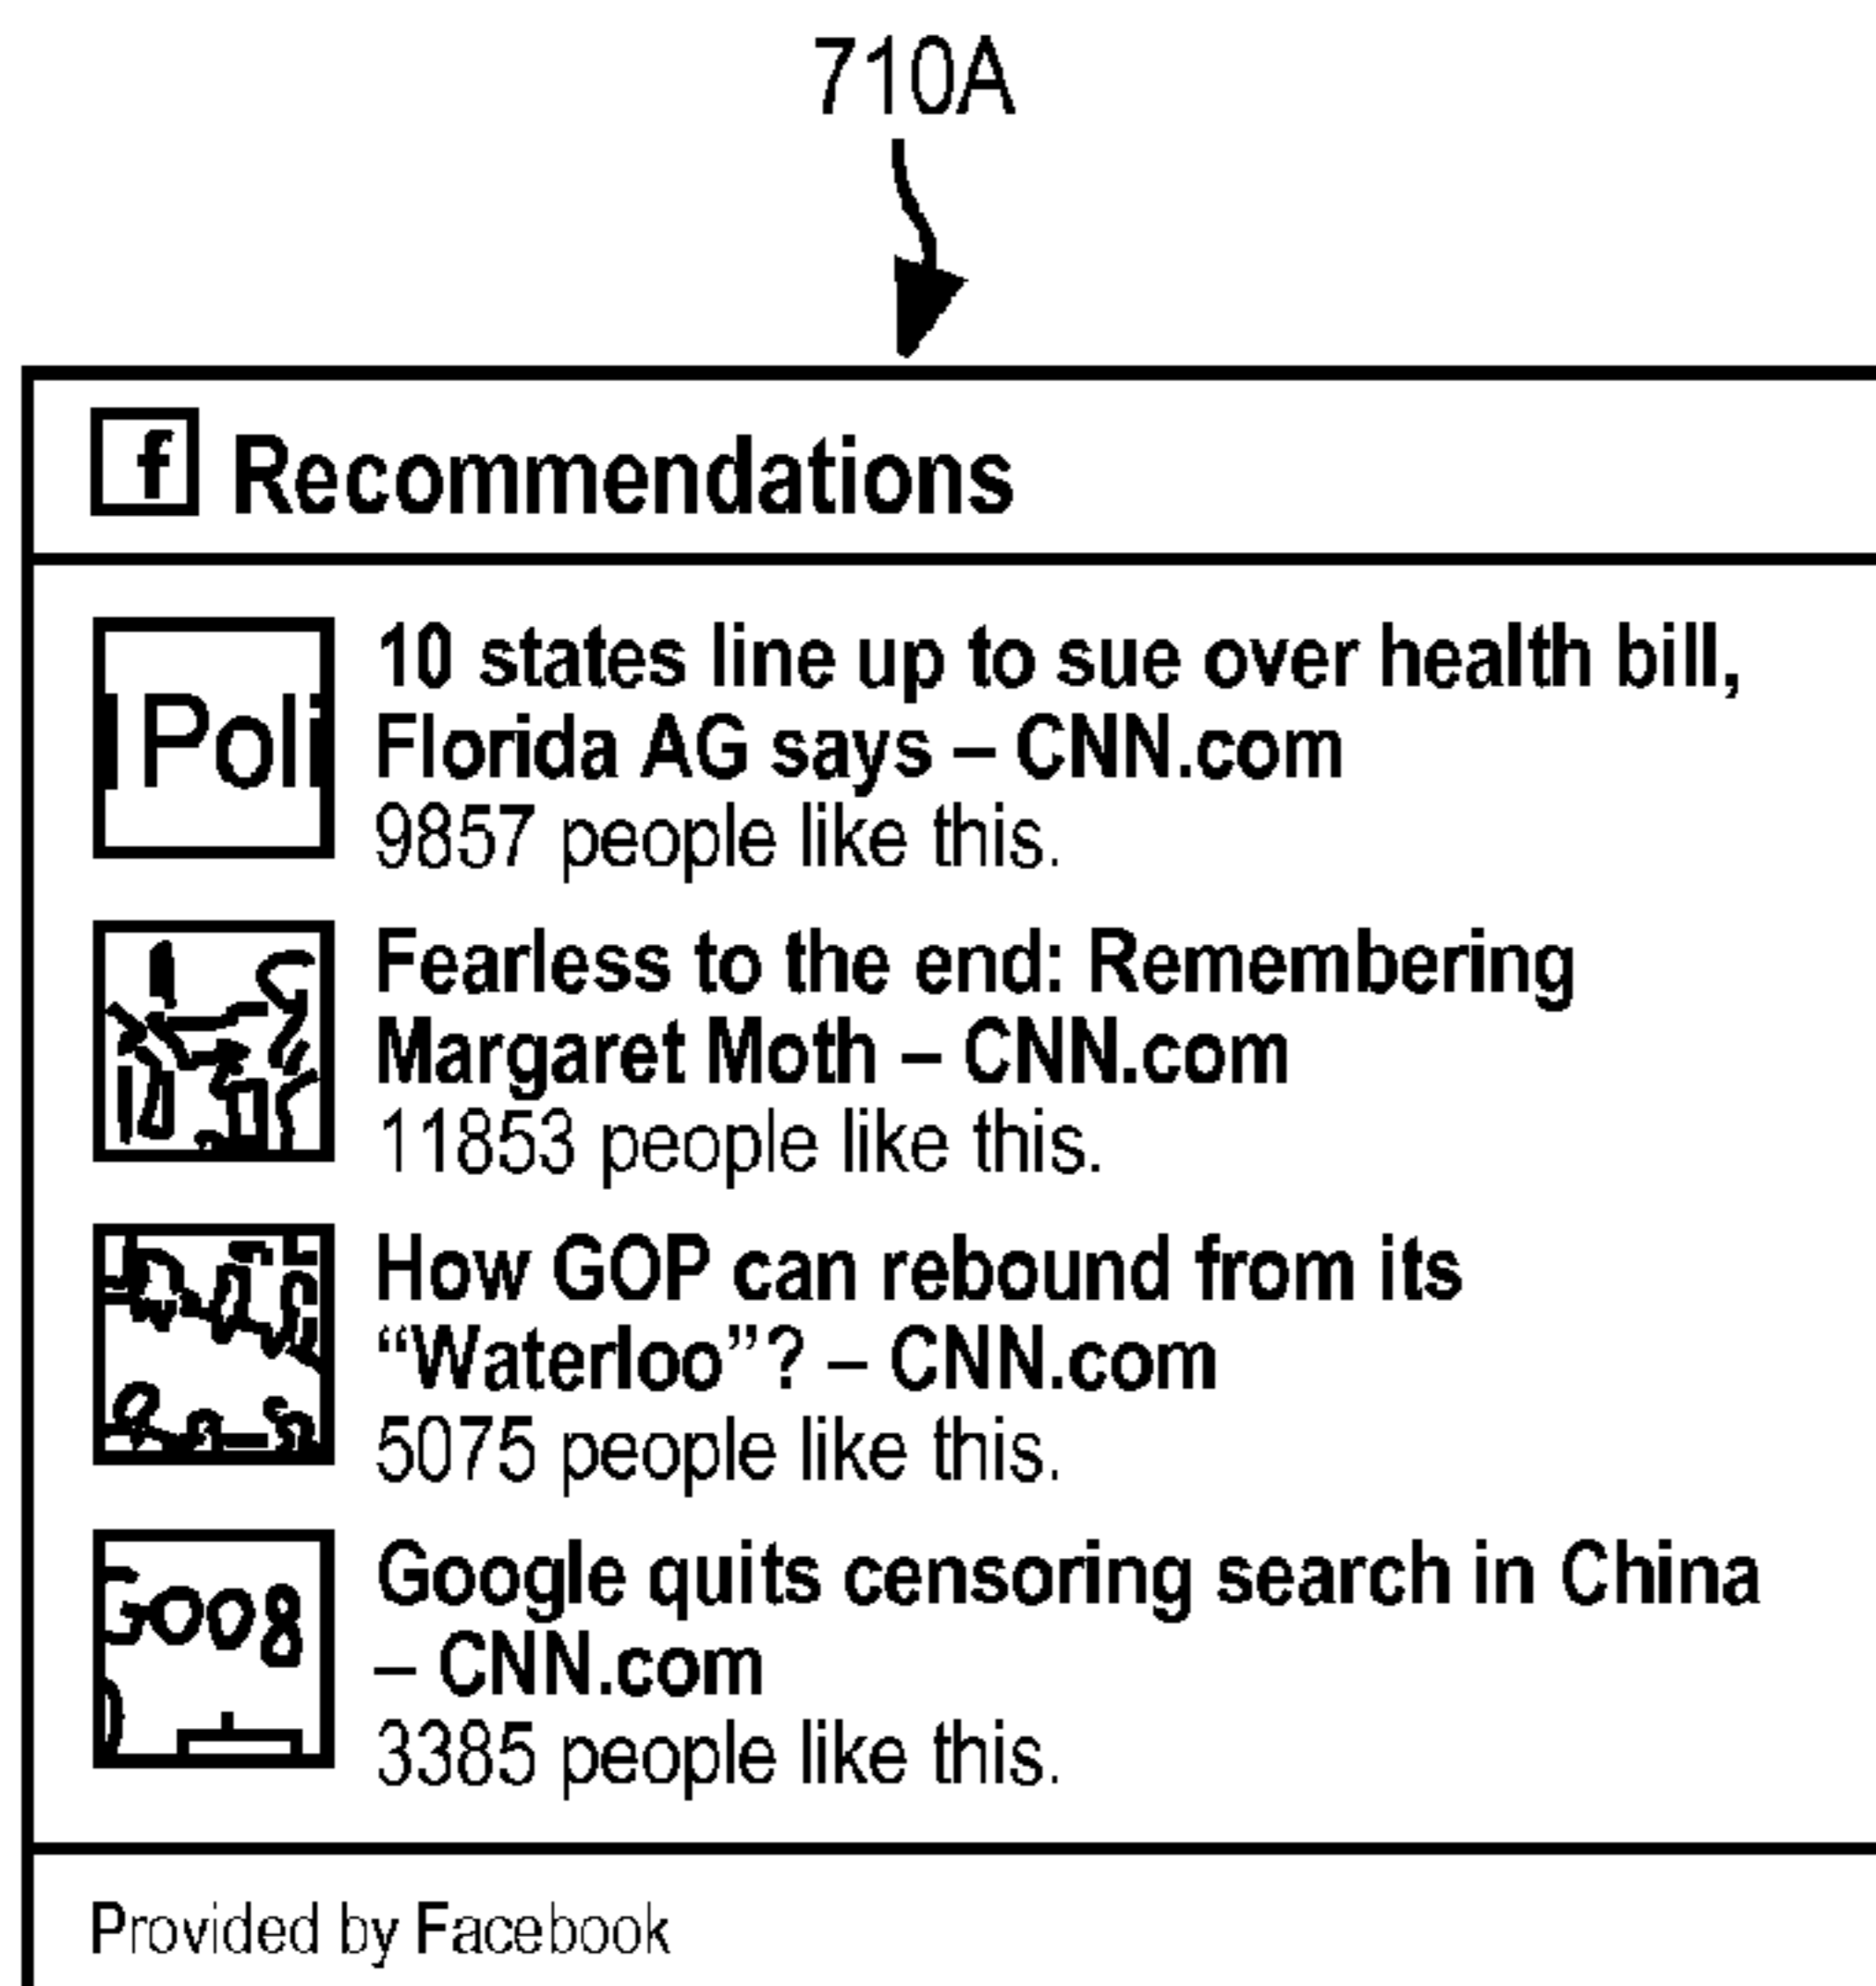 710A
f Recommendations
Poli
10 states line up to sue over health bill,
Florida AG says – CNN.com
9857 people like this.
Fearless to the end: Remembering
Margaret Moth – CNN.com
11853 people like this.
How GOP can rebound from its
“Waterloo”? – CNN.com
5075 people like this.
Goog
Google quits censoring search in China
– CNN.com
3385 people like this.
Provided by Facebook